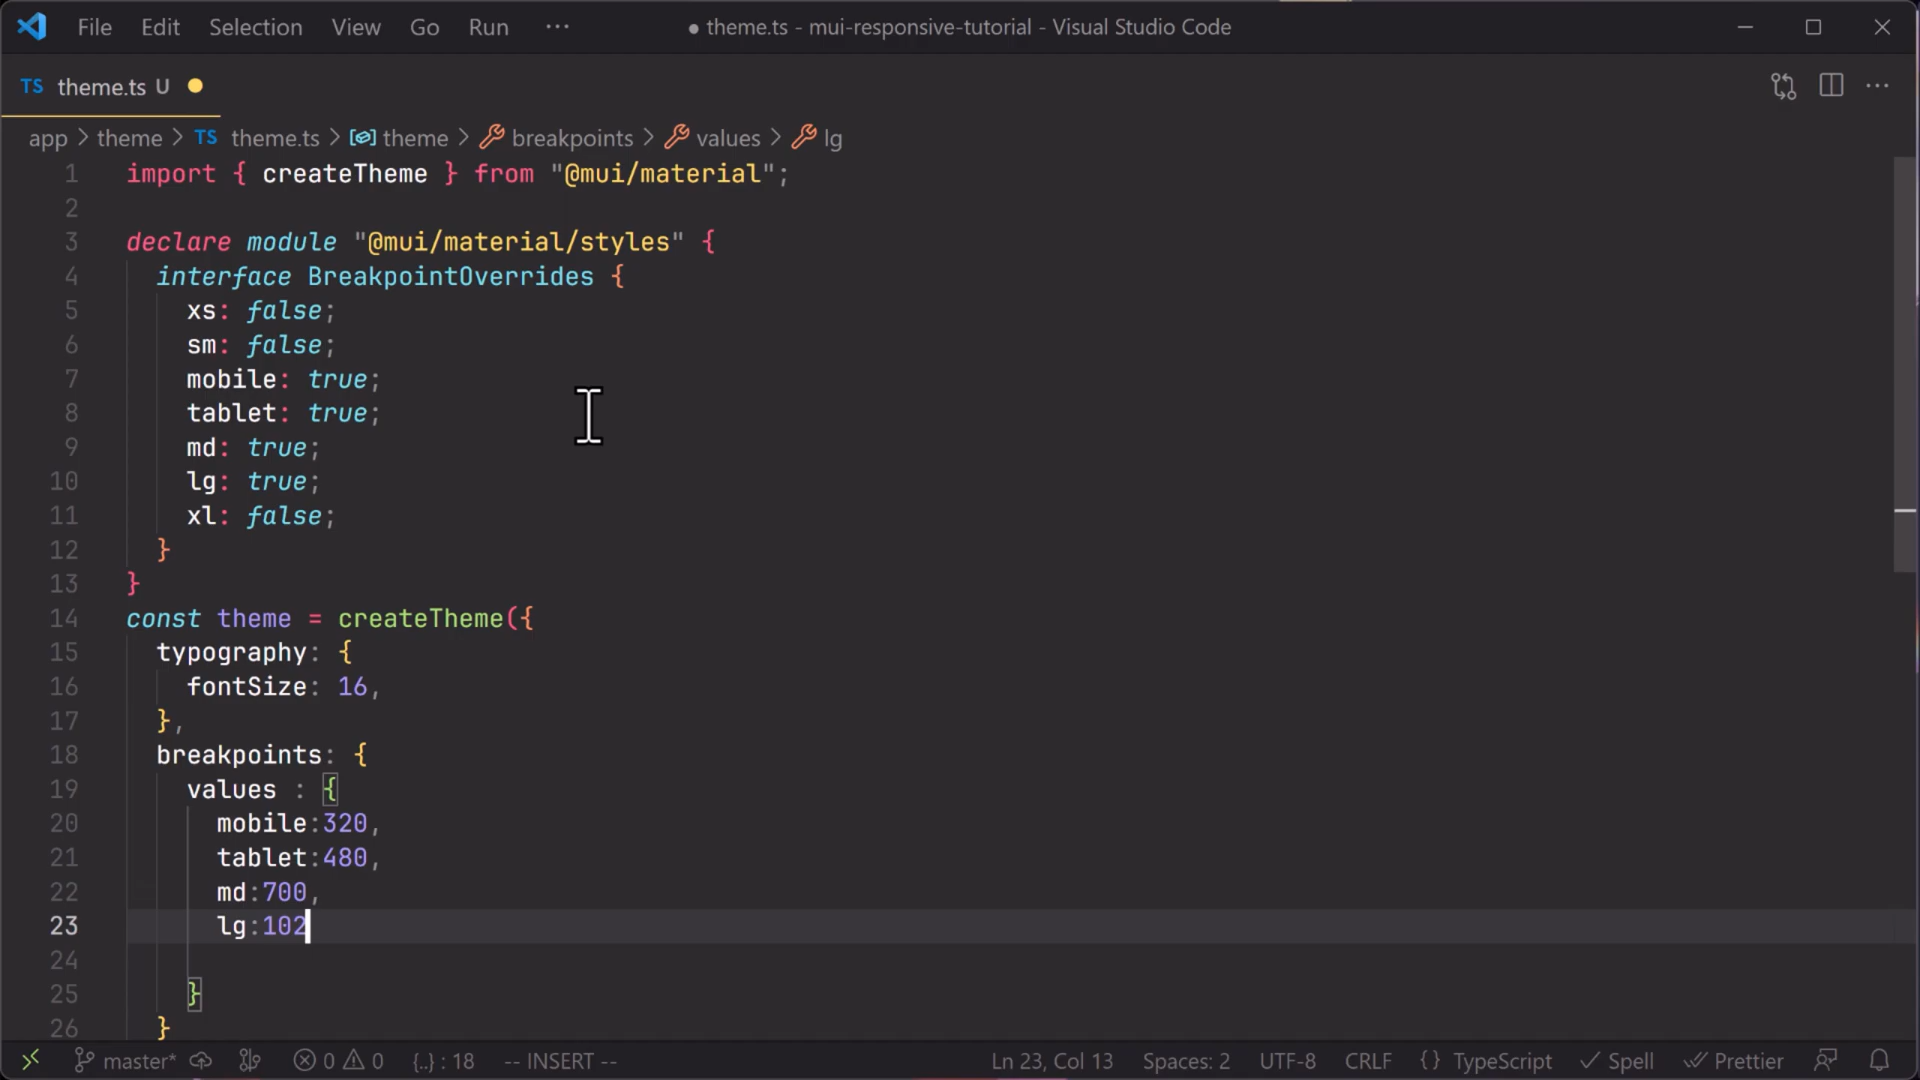 File Edit Selection View Go Run ··· ● theme.ts - mui-responsive-tutorial - Visual Studio Code
TS theme.ts U
app > theme > TS theme.ts > theme > breakpoints > values > lg
1 import { createTheme } from "@mui/material";
2
3 declare module "@mui/material/styles" {
4 interface BreakpointOverrides {
5 xs: false;
6 sm: false;
7 mobile: true;
8 tablet: true;
9 md: true;
10 lg: true;
11 xl: false;
12 }
13 }
14 const theme = createTheme({
15 typography: {
16 fontSize: 16,
17 },
18 breakpoints: {
19 values : {
20 mobile:320,
21 tablet:480,
22 md:700,
23 lg:102
24
25 }
26 }
master* 0 0 {..} : 18 -- INSERT -- Ln 23, Col 13 Spaces: 2 UTF-8 CRLF {} TypeScript Spell Prettier